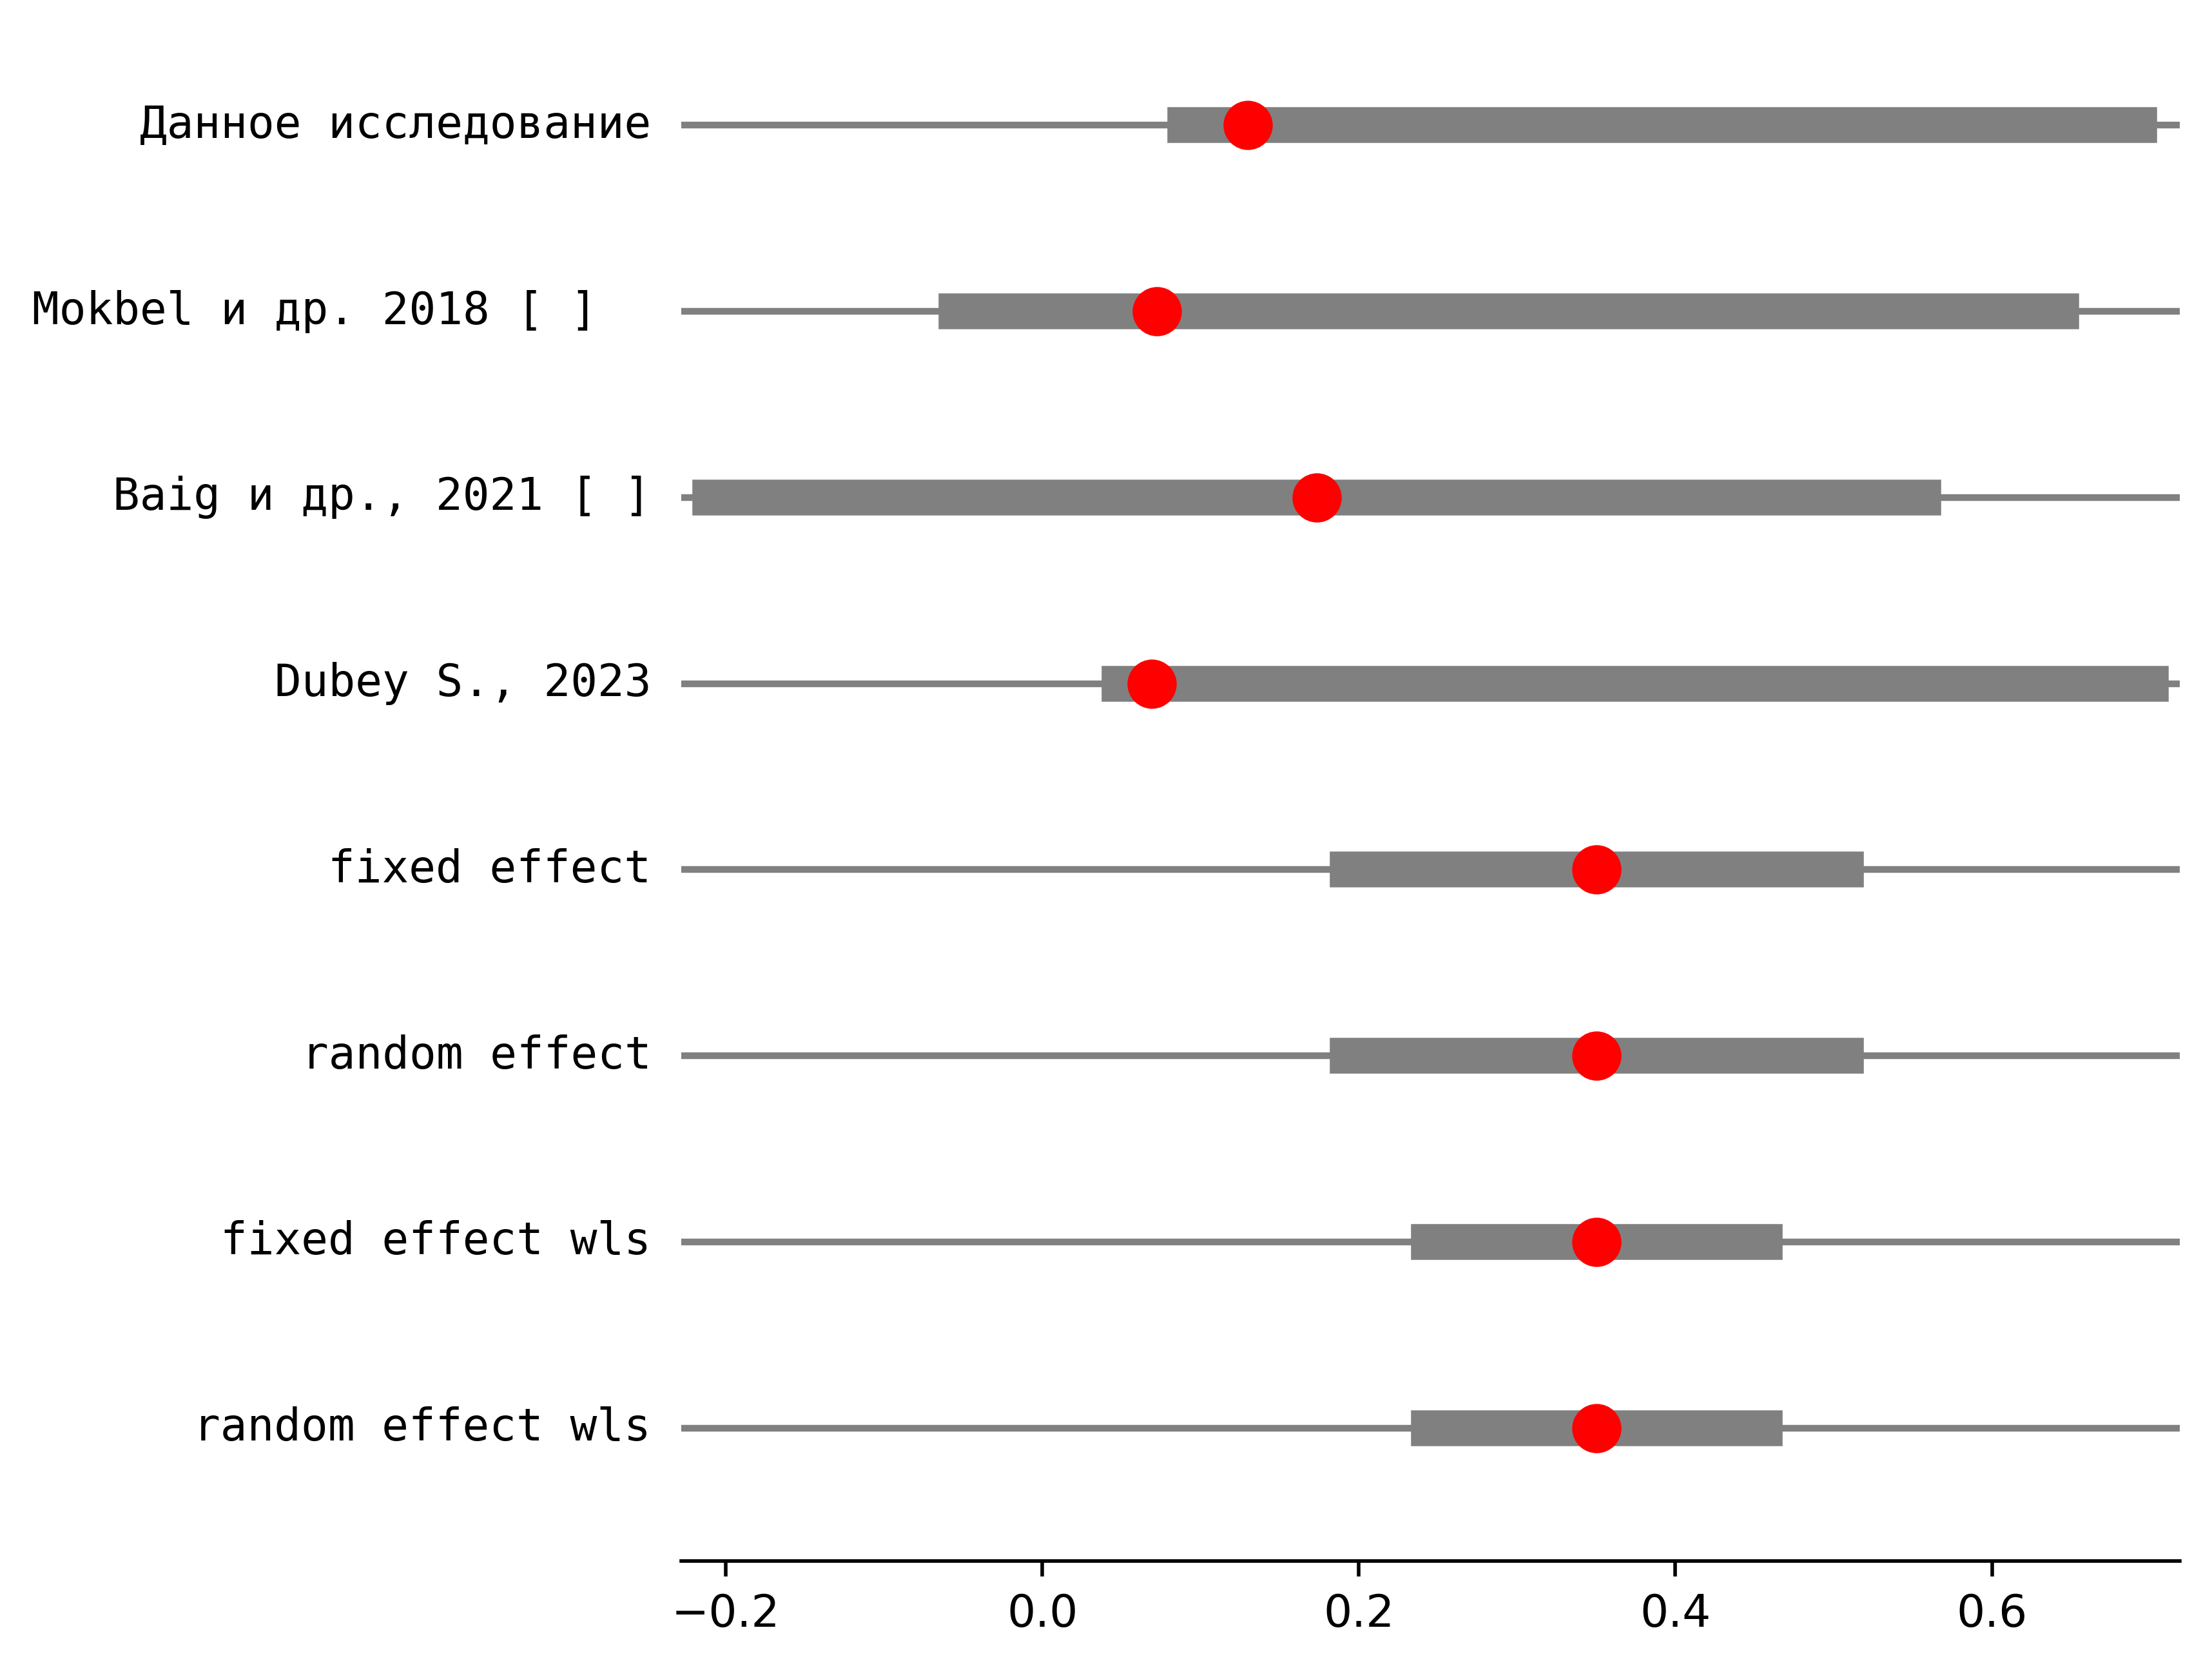 Данное исследование
Mokbel и др. 2018 [ ]
Baig и др., 2021 [ ]
Dubey S., 2023
fixed effect
random effect
fixed effect wls
random effect wls
−0.2 0.0 0.2 0.4 0.6